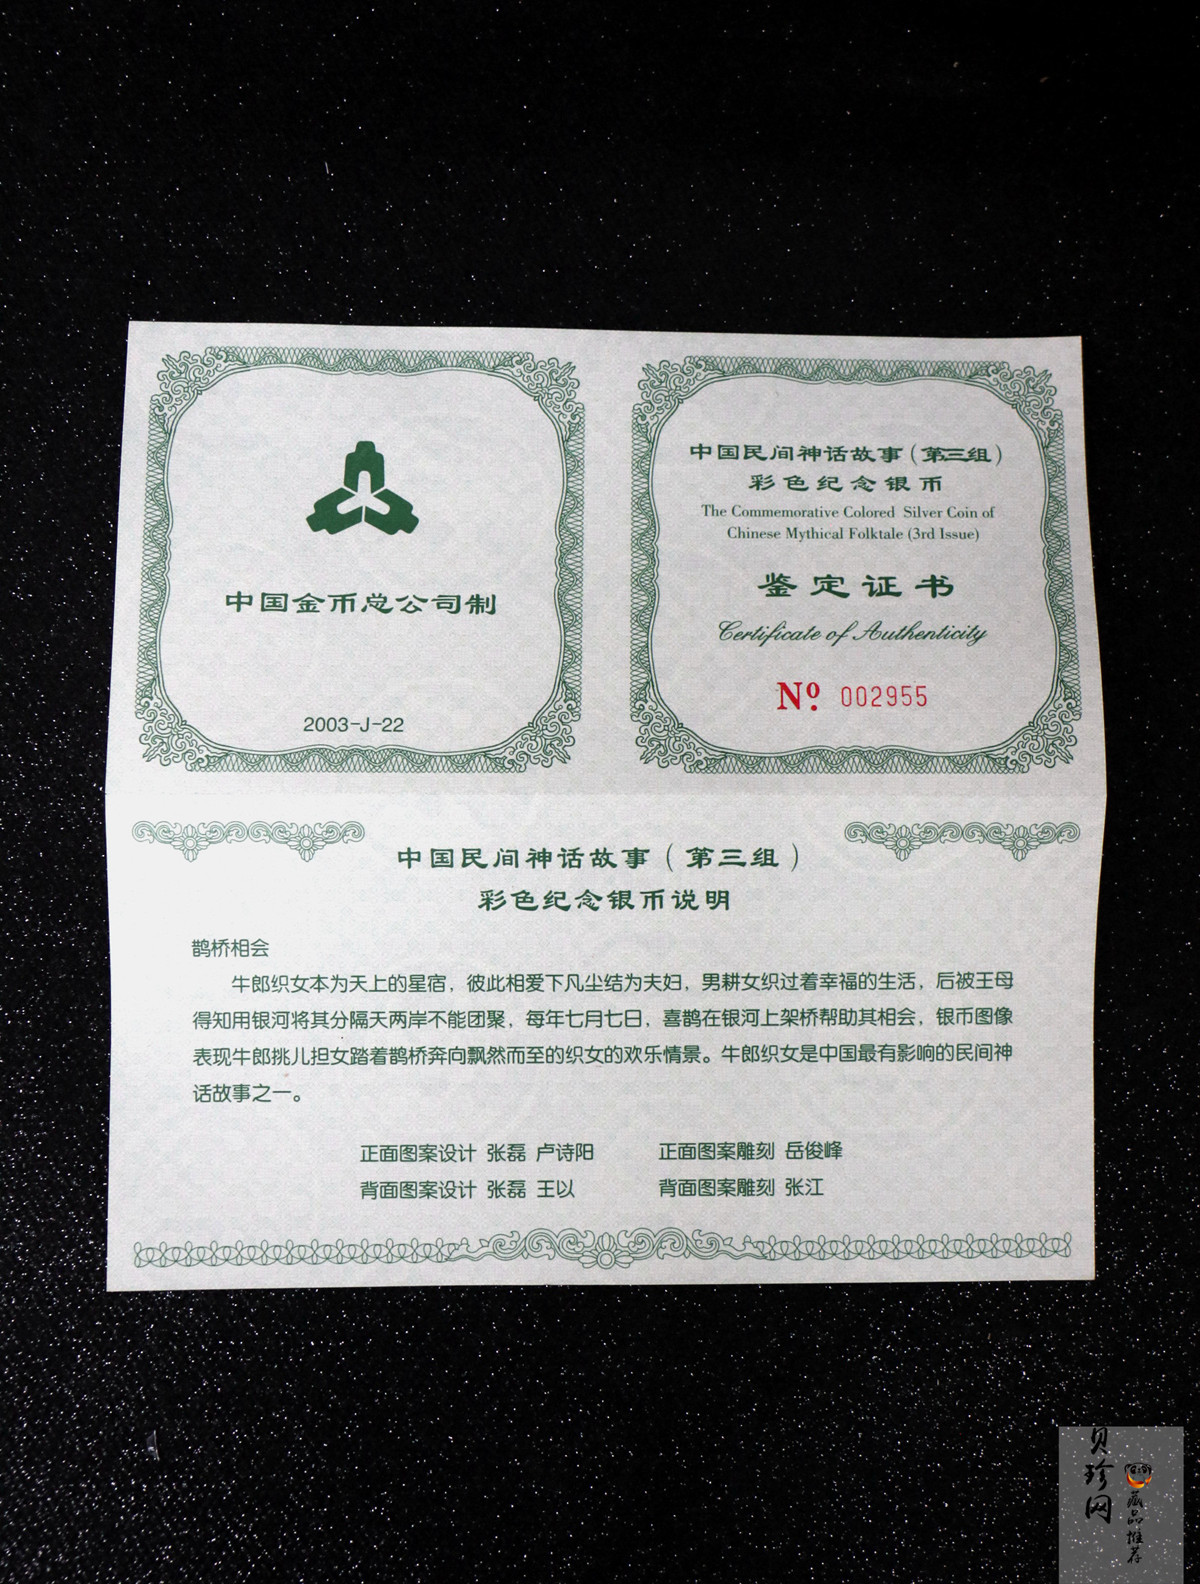 中国金币总公司制
2003-J-22
中国民间神话故事（第三组）
彩色纪念银币
The Commemorative Colored Silver Coin of
Chinese Mythical Folktale (3rd Issue)
鉴定证书
Certificate of Authenticity
Nº. 002955
中国民间神话故事（第三组）
彩色纪念银币说明
鹊桥相会
牛郎织女本为天上的星宿，彼此相爱下凡尘结为夫妇，男耕女织过着幸福的生活，后被王母
得知用银河将其分隔天两岸不能团聚，每年七月七日，喜鹊在银河上架桥帮助其相会，银币图像
表现牛郎挑儿担女踏着鹊桥奔向飘然而至的织女的欢乐情景。牛郎织女是中国最有影响的民间神
话故事之一。
正面图案设计 张磊 卢诗阳 正面图案雕刻 岳俊峰
背面图案设计 张磊 王以 背面图案雕刻 张江
贝珍网
藏品推荐